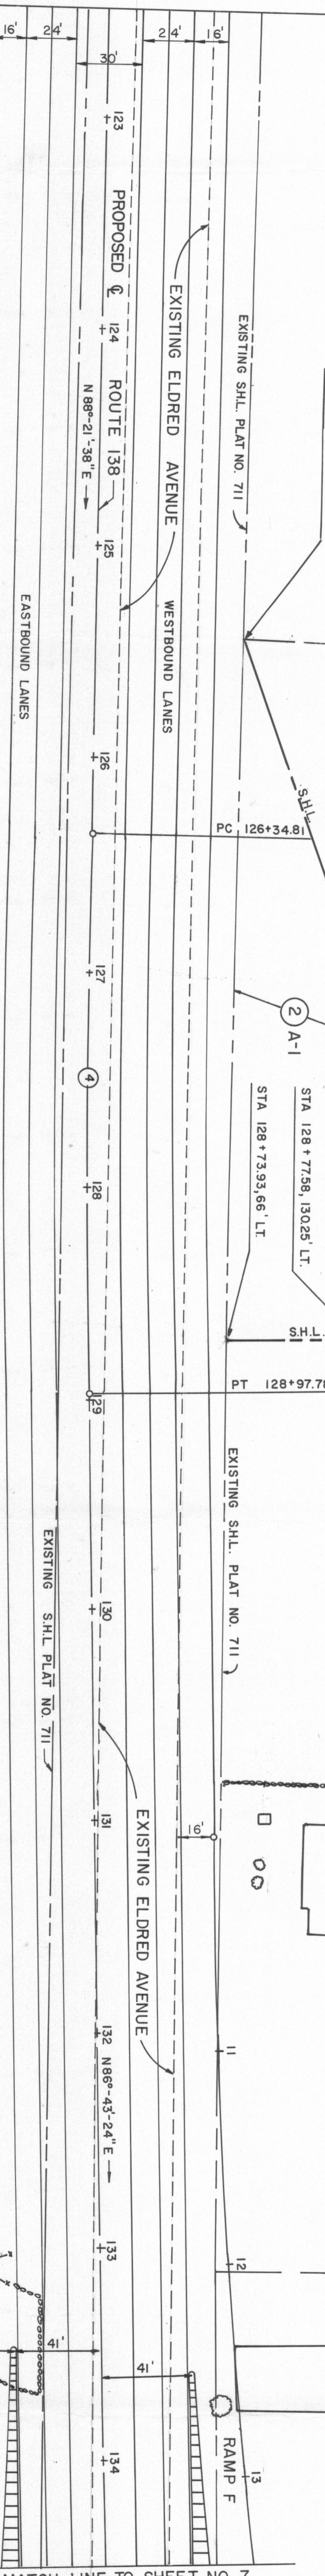 16' 24' 30' 24' 16'
123
PROPOSED ℄ ROUTE 138
124
N 88°-21'-38" E
125
EXISTING ELDRED AVENUE
EXISTING S.H.L. PLAT NO. 711
EASTBOUND LANES
WESTBOUND LANES
126
S.H.L.
PC 126+34.81
127
2
A-1
4
STA 128 + 77.58, 130.25' LT.
STA 128 + 73.93, 66' LT.
128
S.H.L.
PT 128+97.78
129
EXISTING S.H.L. PLAT NO. 711
EXISTING S.H.L PLAT NO. 711
130
131
EXISTING ELDRED AVENUE
16'
11
132
N86°-43'-24" E
133
12
41'
41'
134
RAMP F
13
MATCH LINE TO SHEET NO. 7